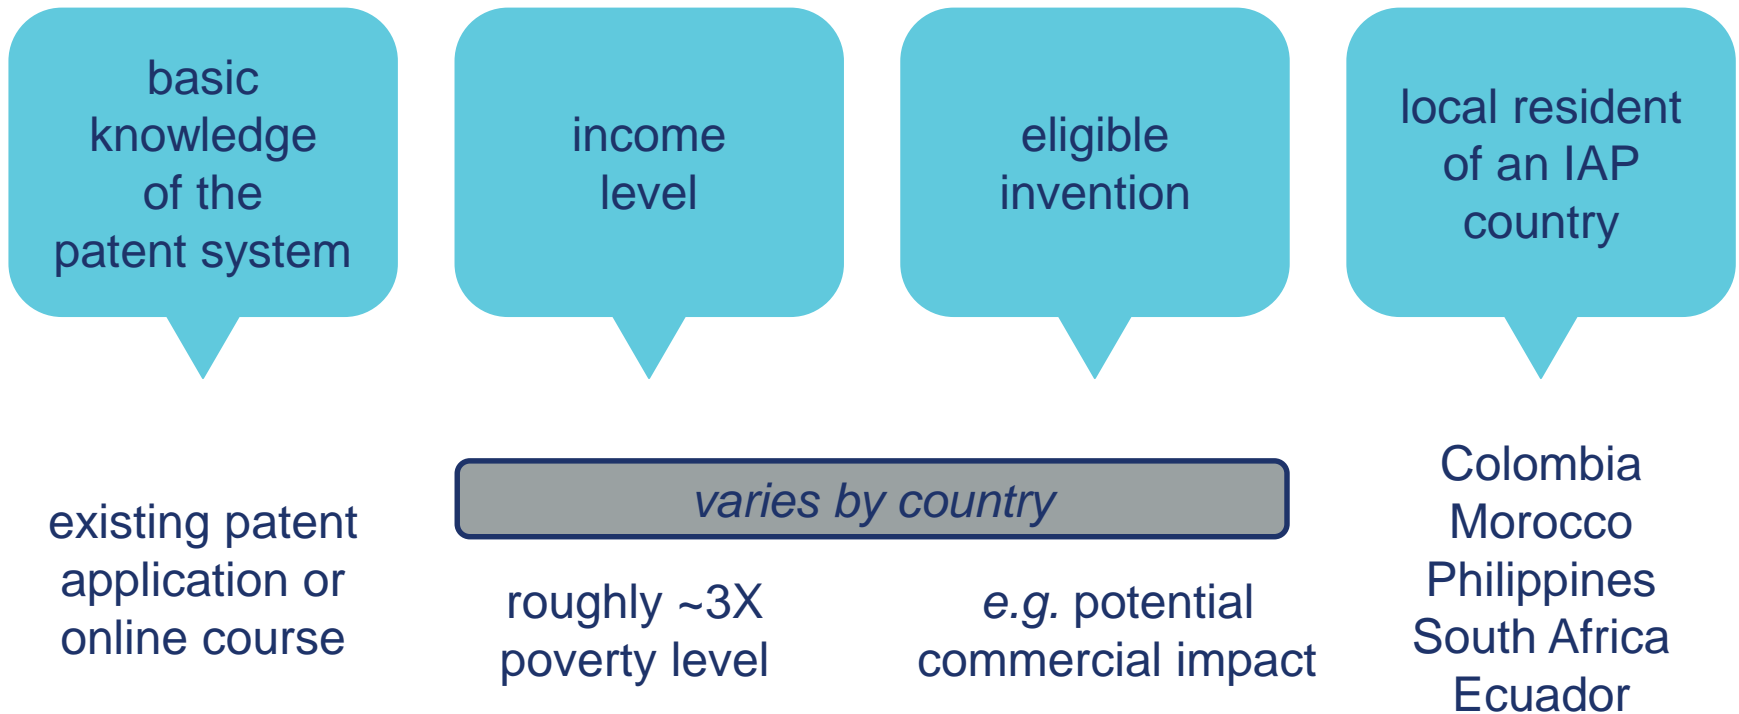 basic
knowledge
of the
patent system
income
level
eligible
invention
local resident
of an IAP
country
existing patent
application or
online course
varies by country
roughly ~3X
poverty level
e.g. potential
commercial impact
Colombia
Morocco
Philippines
South Africa
Ecuador